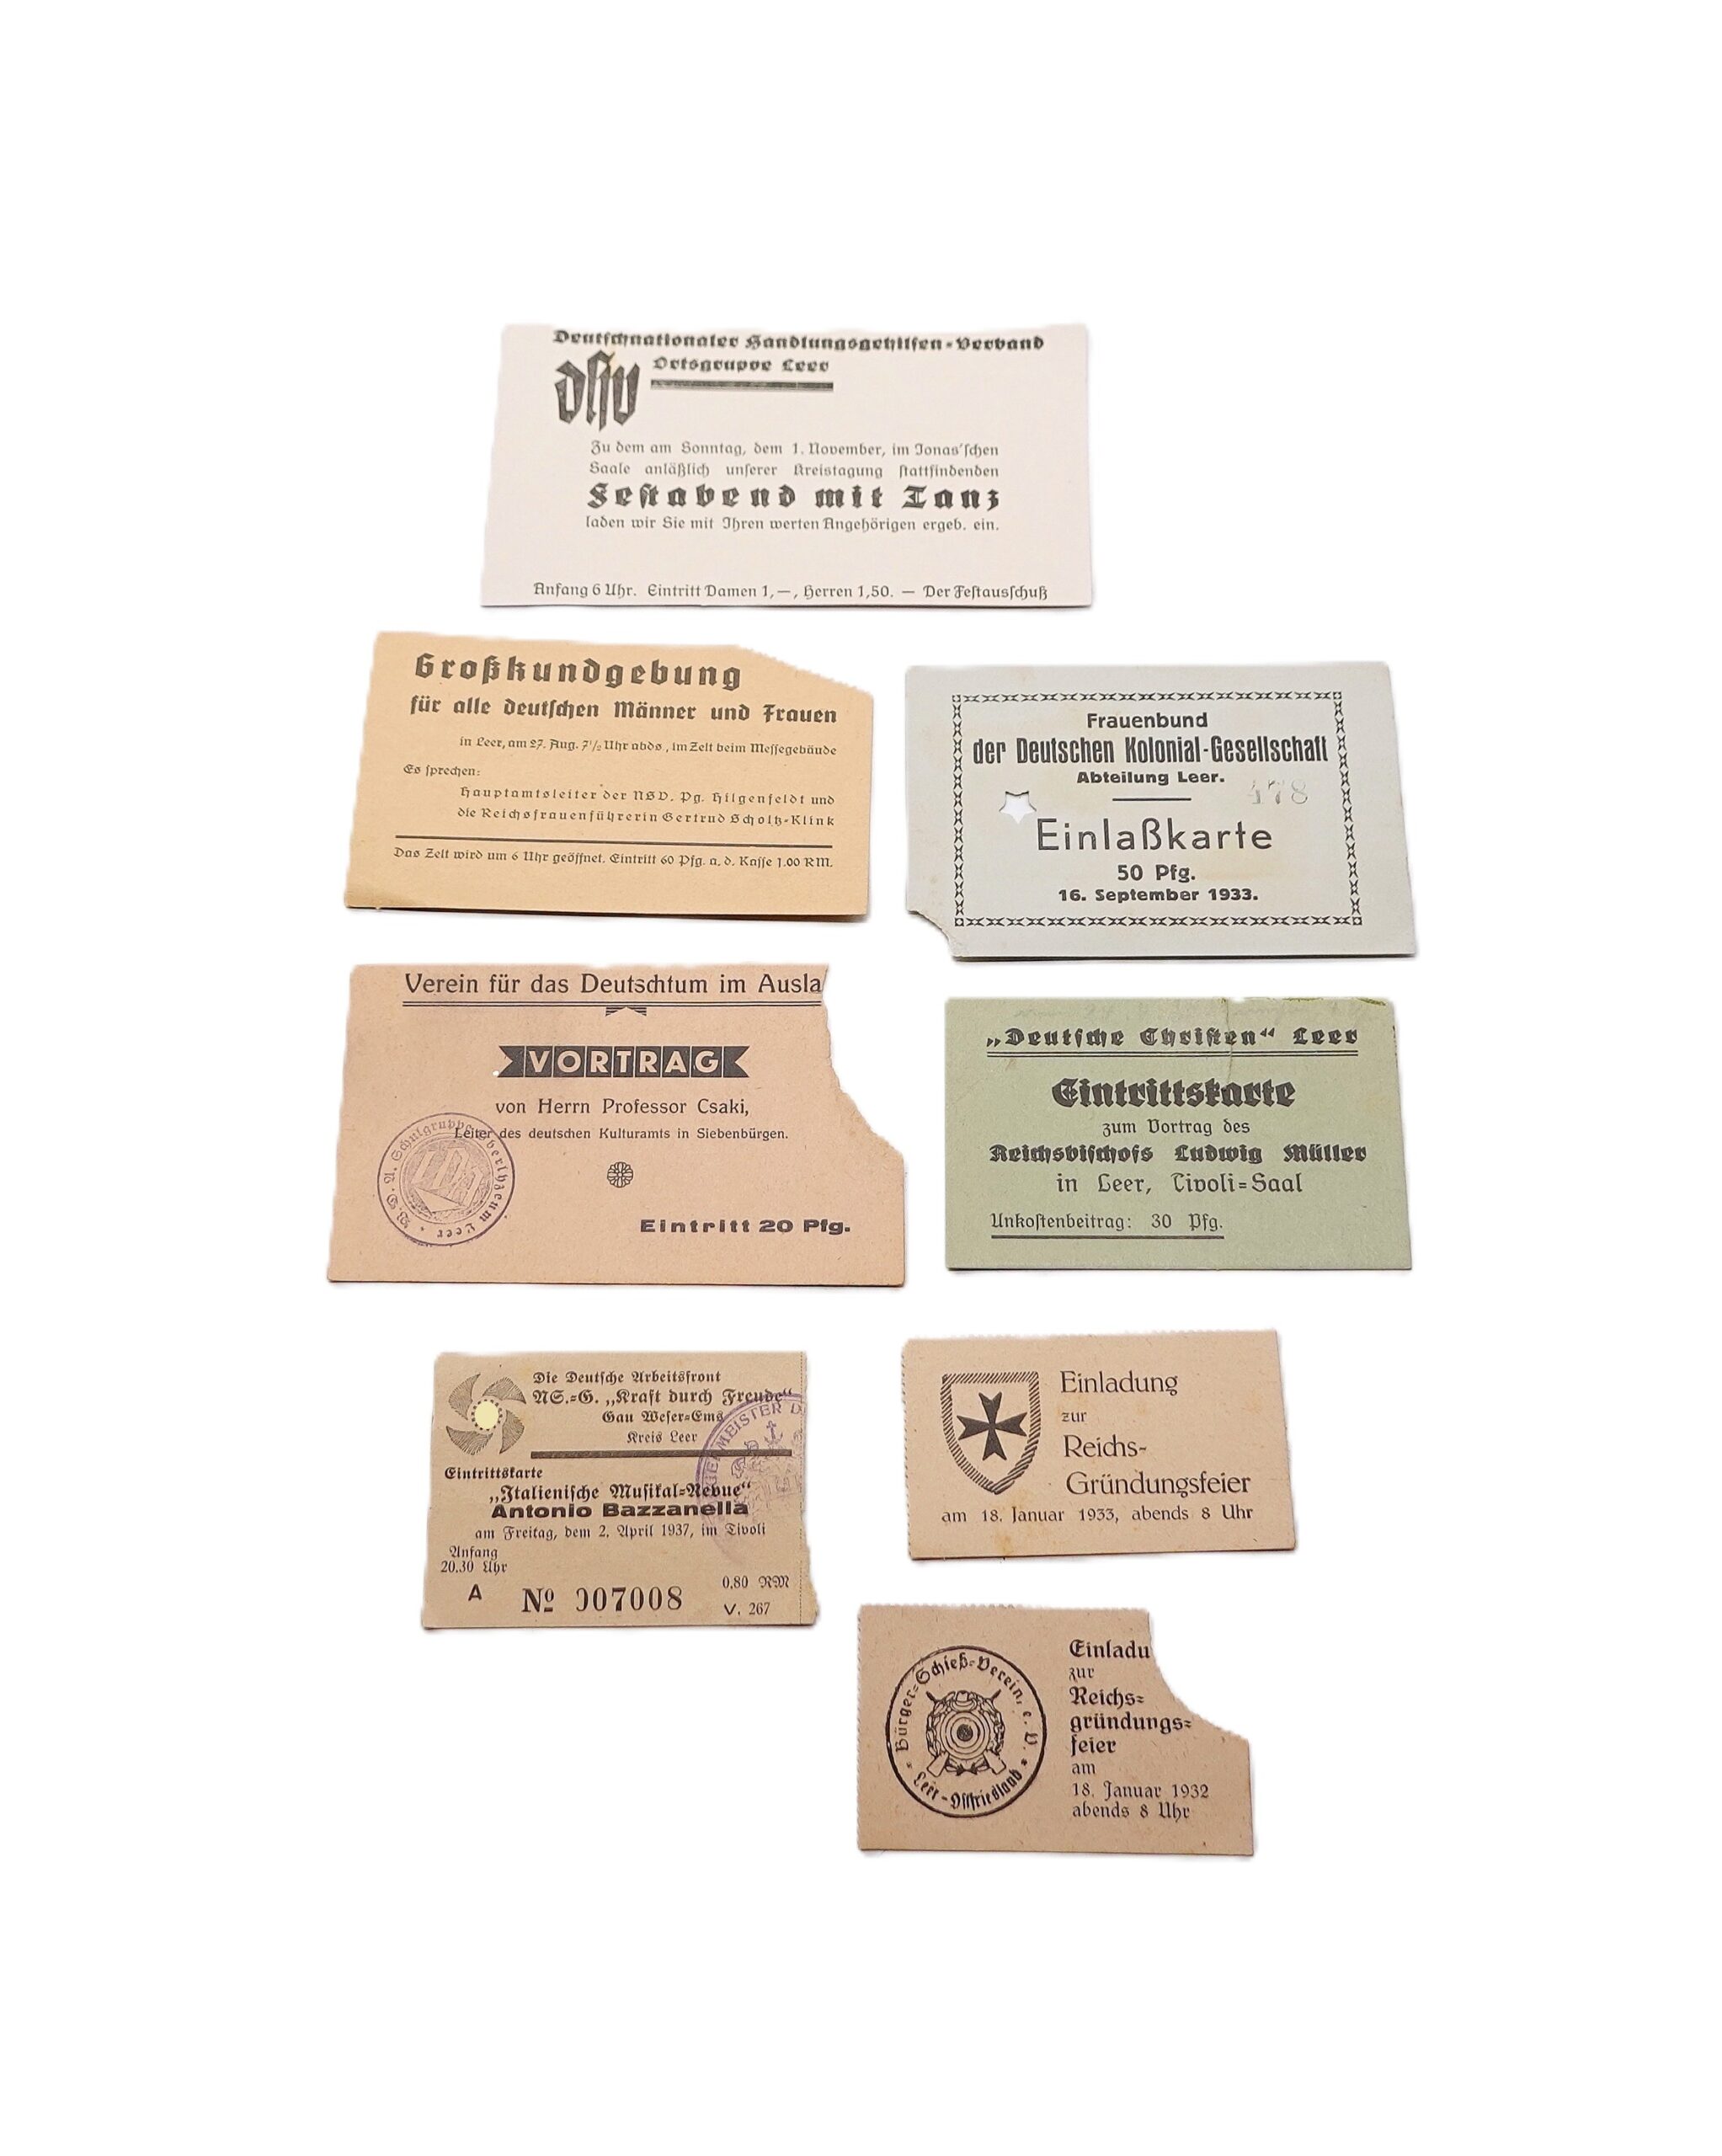 Deutschnationaler Handlungsgehilfen-Verband
dhv
Ortsgruppe Leer
Zu dem am Sonntag, dem 1. November, im Jonas'schen
Saale anläßlich unserer Kreistagung stattfindenden
Festabend mit Tanz
laden wir Sie mit Ihren werten Angehörigen ergeb. ein.
Anfang 6 Uhr. Eintritt Damen 1,—, Herren 1,50. — Der Festausschuß
Großkundgebung
für alle deutschen Männer und Frauen
in Leer, am 27. Aug. 7½ Uhr abds, im Zelt beim Messegebäude
Es sprechen:
Hauptamtsleiter der NSD. Pg. Hilgenfeldt und
die Reichsfrauenführerin Gertrud Scholtz-Klink
Das Zelt wird um 6 Uhr geöffnet. Eintritt 60 Pfg. a. d. Kasse 1.00 RM.
Frauenbund
der Deutschen Kolonial-Gesellschaft
Abteilung Leer.
478
Einlaßkarte
50 Pfg.
16. September 1933.
Verein für das Deutschtum im Ausla
VORTRAG
von Herrn Professor Csaki,
Leiter des deutschen Kulturamts in Siebenbürgen.
V. D. A. Schulgruppe Oberlyzeum Leer
Eintritt 20 Pfg.
„Deutsche Christen“ Leer
Eintrittskarte
zum Vortrag des
Reichsbischofs Ludwig Müller
in Leer, Tivoli=Saal
Unkostenbeitrag: 30 Pfg.
Die Deutsche Arbeitsfront
NS.=G. „Kraft durch Freude“
Gau Weser=Ems
Kreis Leer
GERMEISTER D
Eintrittskarte
„Italienische Musikal=Revue“
Antonio Bazzanella
am Freitag, dem 2. April 1937, im Tivoli
Anfang
20.30 Uhr
A
№ 007008
0,80 RM
V. 267
Einladung
zur
Reichs-
Gründungsfeier
am 18. Januar 1933, abends 8 Uhr
Bürger=Schieß=Verein, e. V.
Leer-Ostfriesland
Einladu
zur
Reichs=
gründungs=
feier
am
18. Januar 1932
abends 8 Uhr